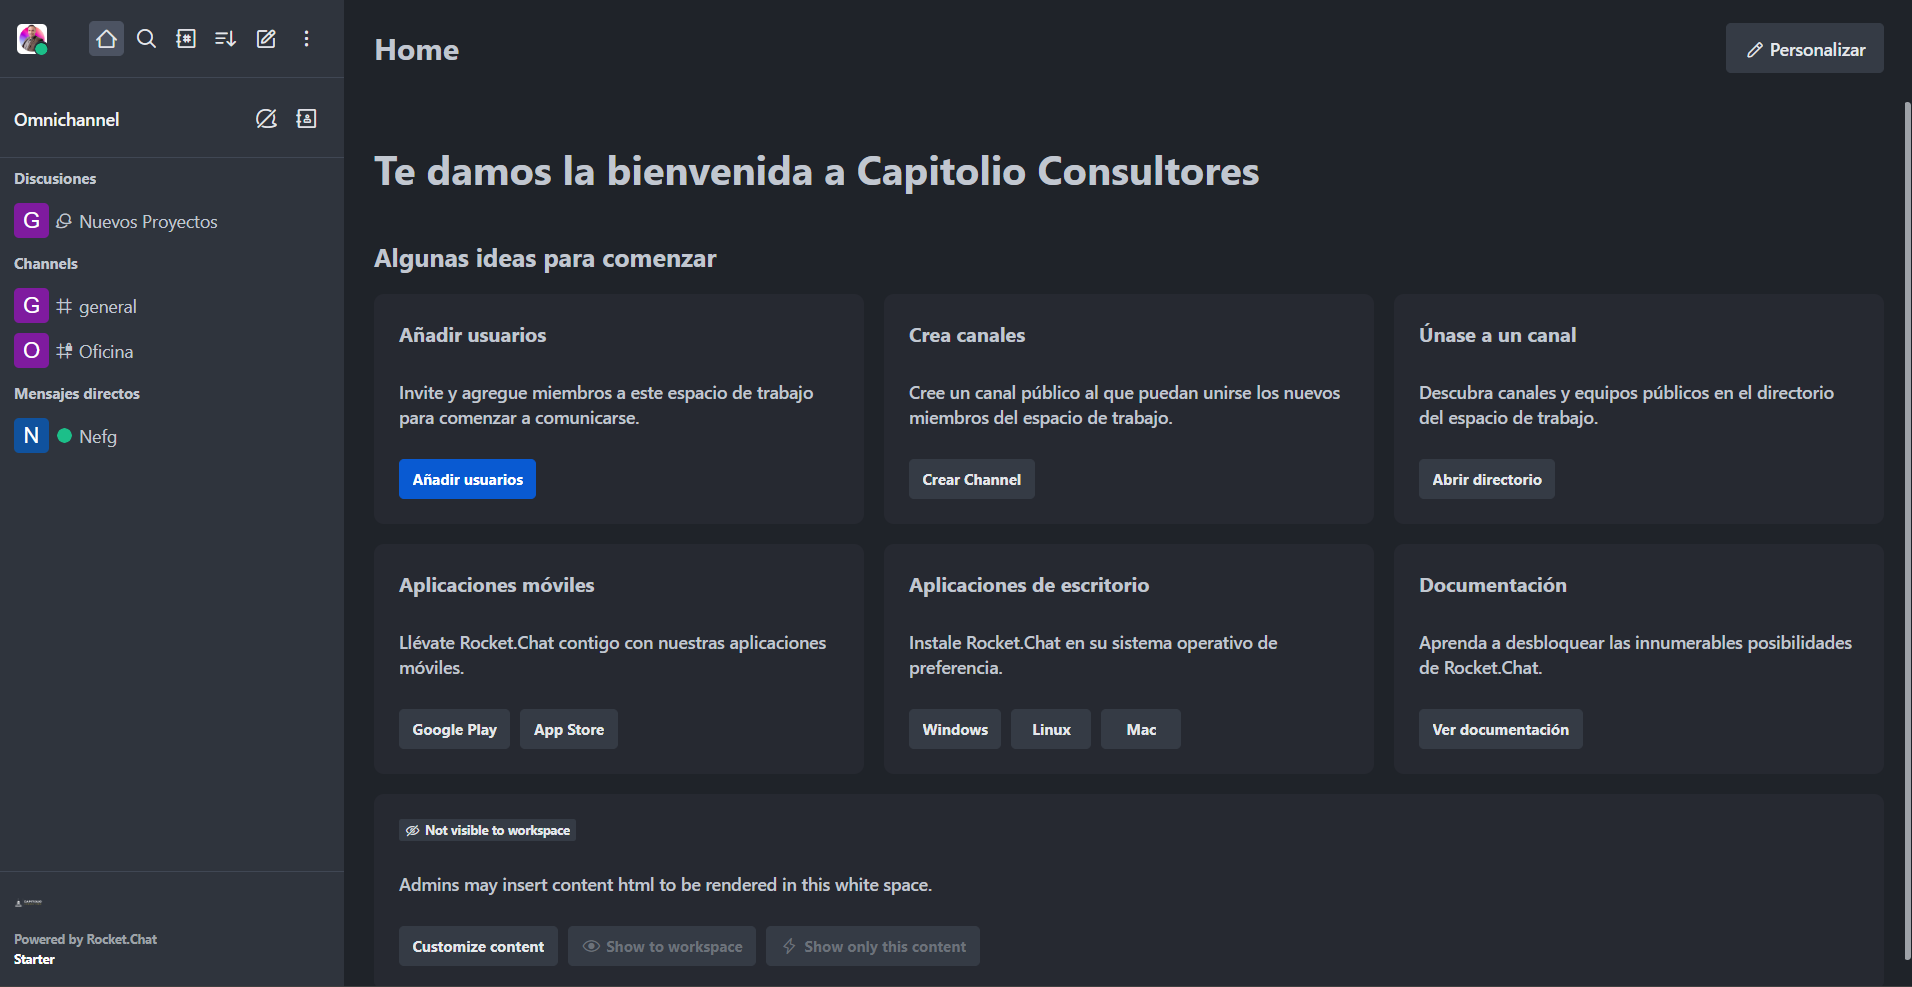 Home
Personalizar
Omnichannel
Discusiones
G Nuevos Proyectos
Channels
G general
O Oficina
Mensajes directos
N Nefg
Powered by Rocket.Chat
Starter
Te damos la bienvenida a Capitolio Consultores
Algunas ideas para comenzar
Añadir usuarios
Invite y agregue miembros a este espacio de trabajo
para comenzar a comunicarse.
Añadir usuarios
Crea canales
Cree un canal público al que puedan unirse los nuevos
miembros del espacio de trabajo.
Crear Channel
Únase a un canal
Descubra canales y equipos públicos en el directorio
del espacio de trabajo.
Abrir directorio
Aplicaciones móviles
Llévate Rocket.Chat contigo con nuestras aplicaciones
móviles.
Google Play App Store
Aplicaciones de escritorio
Instale Rocket.Chat en su sistema operativo de
preferencia.
Windows Linux Mac
Documentación
Aprenda a desbloquear las innumerables posibilidades
de Rocket.Chat.
Ver documentación
Not visible to workspace
Admins may insert content html to be rendered in this white space.
Customize content Show to workspace Show only this content